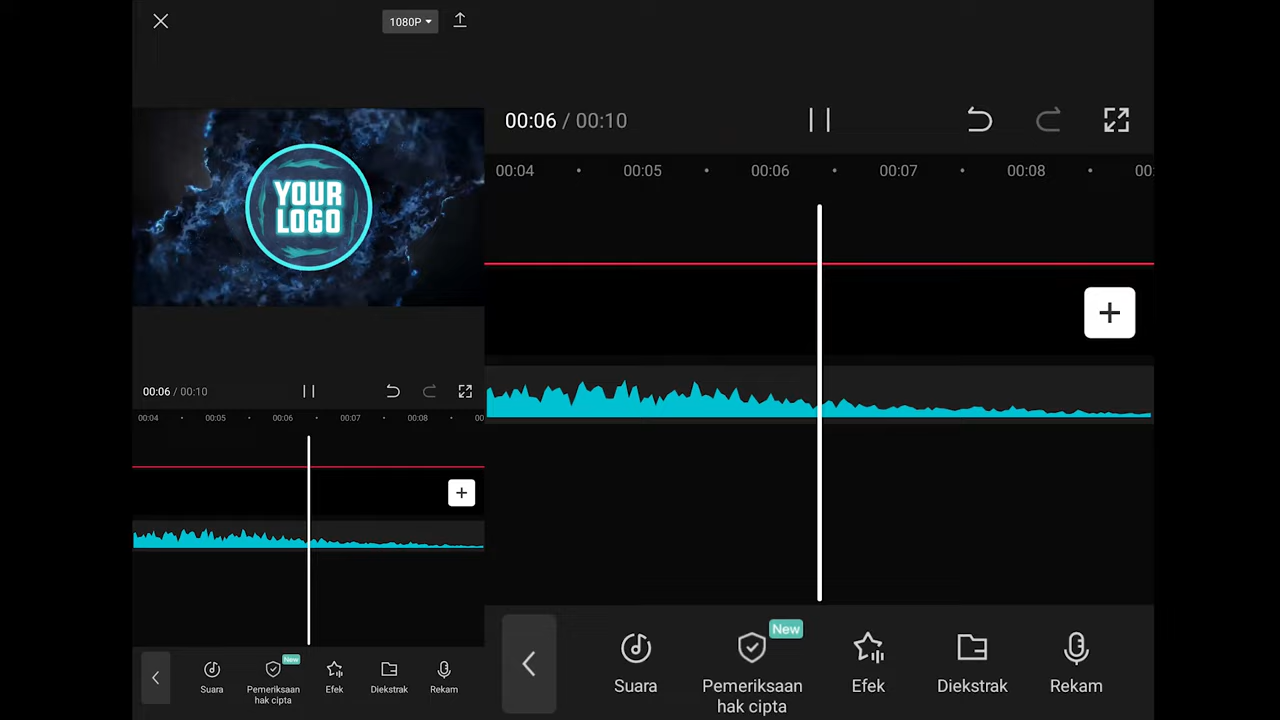 1080P
YOUR
LOGO
00:06 / 00:10
00:04 00:05 00:06 00:07 00:08 00
Suara
New
Pemeriksaan
hak cipta
Efek
Diekstrak
Rekam
00:06 / 00:10
00:04 00:05 00:06 00:07 00:08 00:
Suara
New
Pemeriksaan
hak cipta
Efek
Diekstrak
Rekam